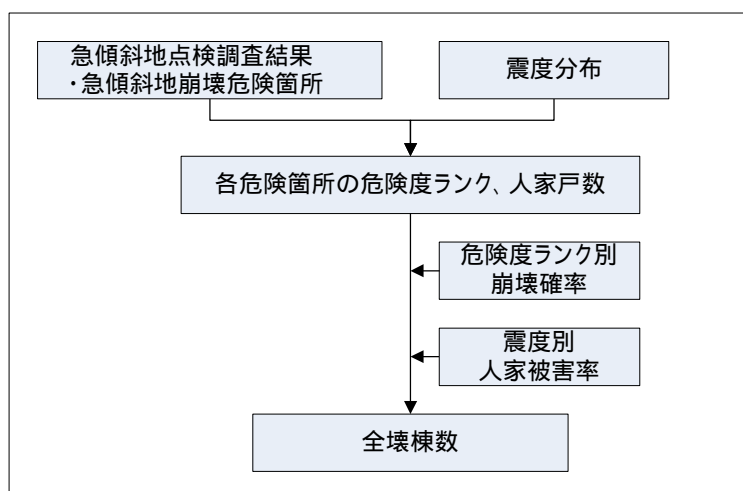 急傾斜地点検調査結果
・急傾斜地崩壊危険箇所
震度分布
各危険箇所の危険度ランク、人家戸数
危険度ランク別
崩壊確率
震度別
人家被害率
全壊棟数